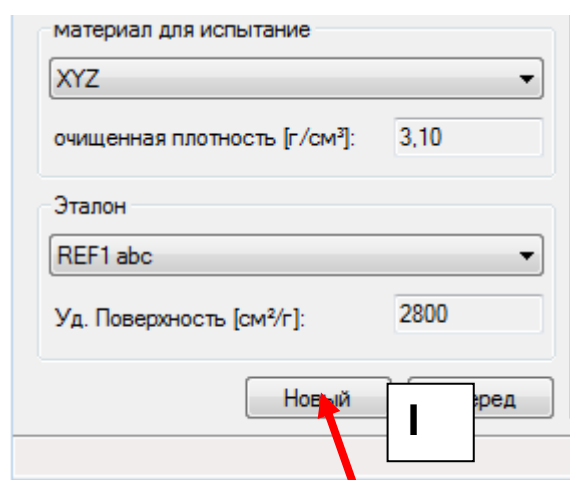 материал для испытание
XYZ
очищенная плотность [г/см³]: 3,10
Эталон
REF1 abc
Уд. Поверхность [см²/г]: 2800
Новый
I